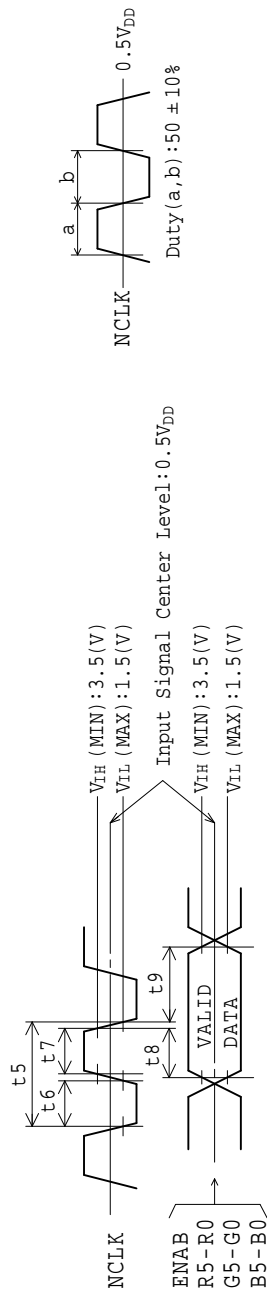 t5
t6
t7
NCLK
VIH (MIN):3.5(V)
VIL (MAX):1.5(V)
Input Signal Center Level:0.5VDD
t8
t9
ENAB
R5-R0
G5-G0
B5-B0
VALID
DATA
VIH (MIN):3.5(V)
VIL (MAX):1.5(V)
a
b
NCLK
0.5VDD
Duty(a,b):50 ± 10%